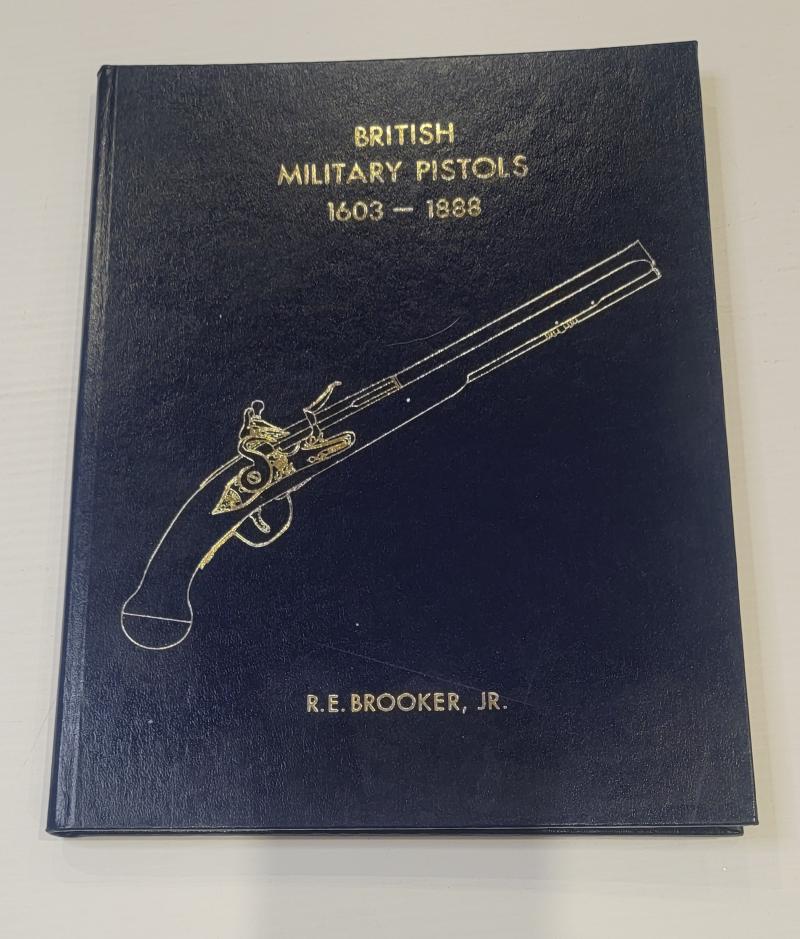 BRITISH
MILITARY PISTOLS
1603 — 1888
R.E. BROOKER, JR.